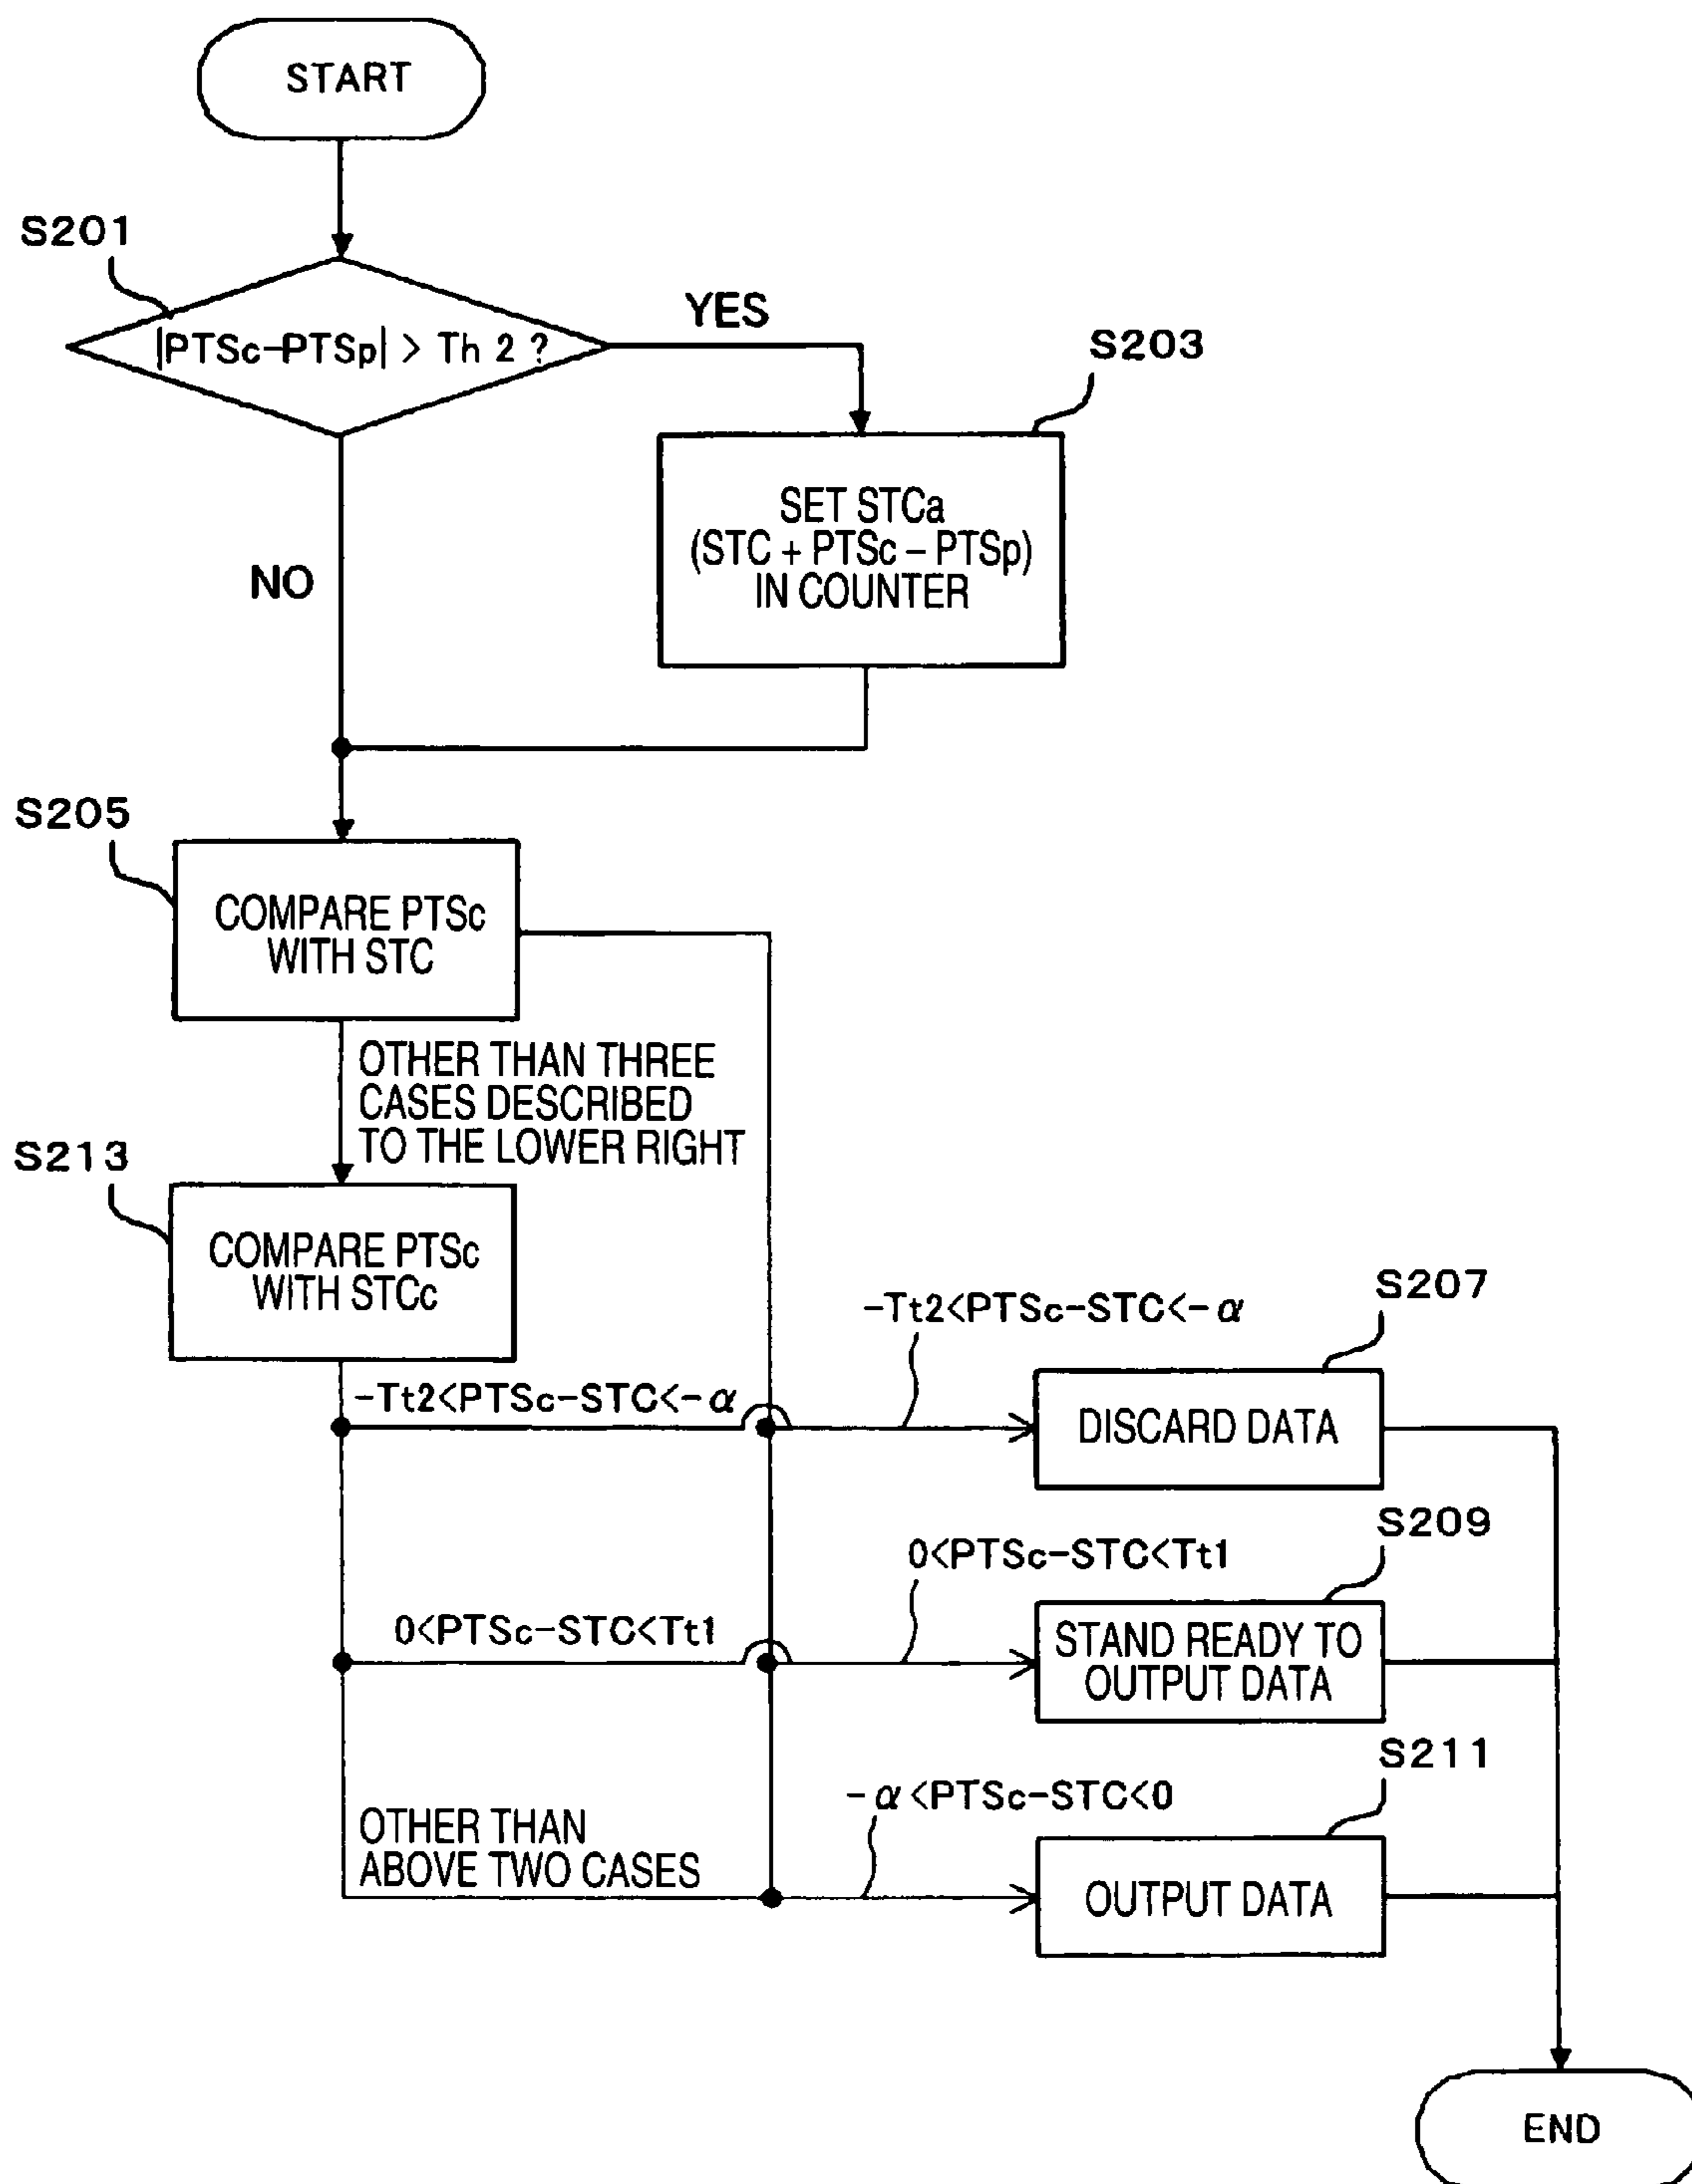 START
S201
|PTSc-PTSp| > Th 2 ?
YES
S203
SET STCa
(STC + PTSc - PTSp)
IN COUNTER
NO
S205
COMPARE PTSc
WITH STC
OTHER THAN THREE
CASES DESCRIBED
TO THE LOWER RIGHT
S213
COMPARE PTSc
WITH STCc
-Tt2<PTSc-STC<-α
-Tt2<PTSc-STC<-α
S207
DISCARD DATA
0<PTSc-STC<Tt1
0<PTSc-STC<Tt1
S209
STAND READY TO
OUTPUT DATA
OTHER THAN
ABOVE TWO CASES
-α<PTSc-STC<0
S211
OUTPUT DATA
END